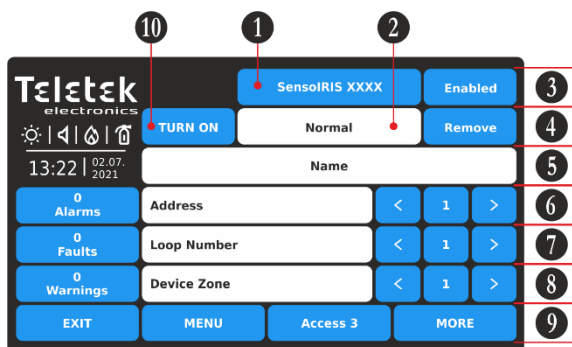 10 1 2
Teletek
electronics
SensoIRIS XXXX Enabled 3
TURN ON Normal Remove 4
13:22 02.07.
2021
Name 5
0
Alarms
Address < 1 > 6
0
Faults
Loop Number < 1 > 7
0
Warnings
Device Zone < 1 > 8
EXIT MENU Access 3 MORE 9